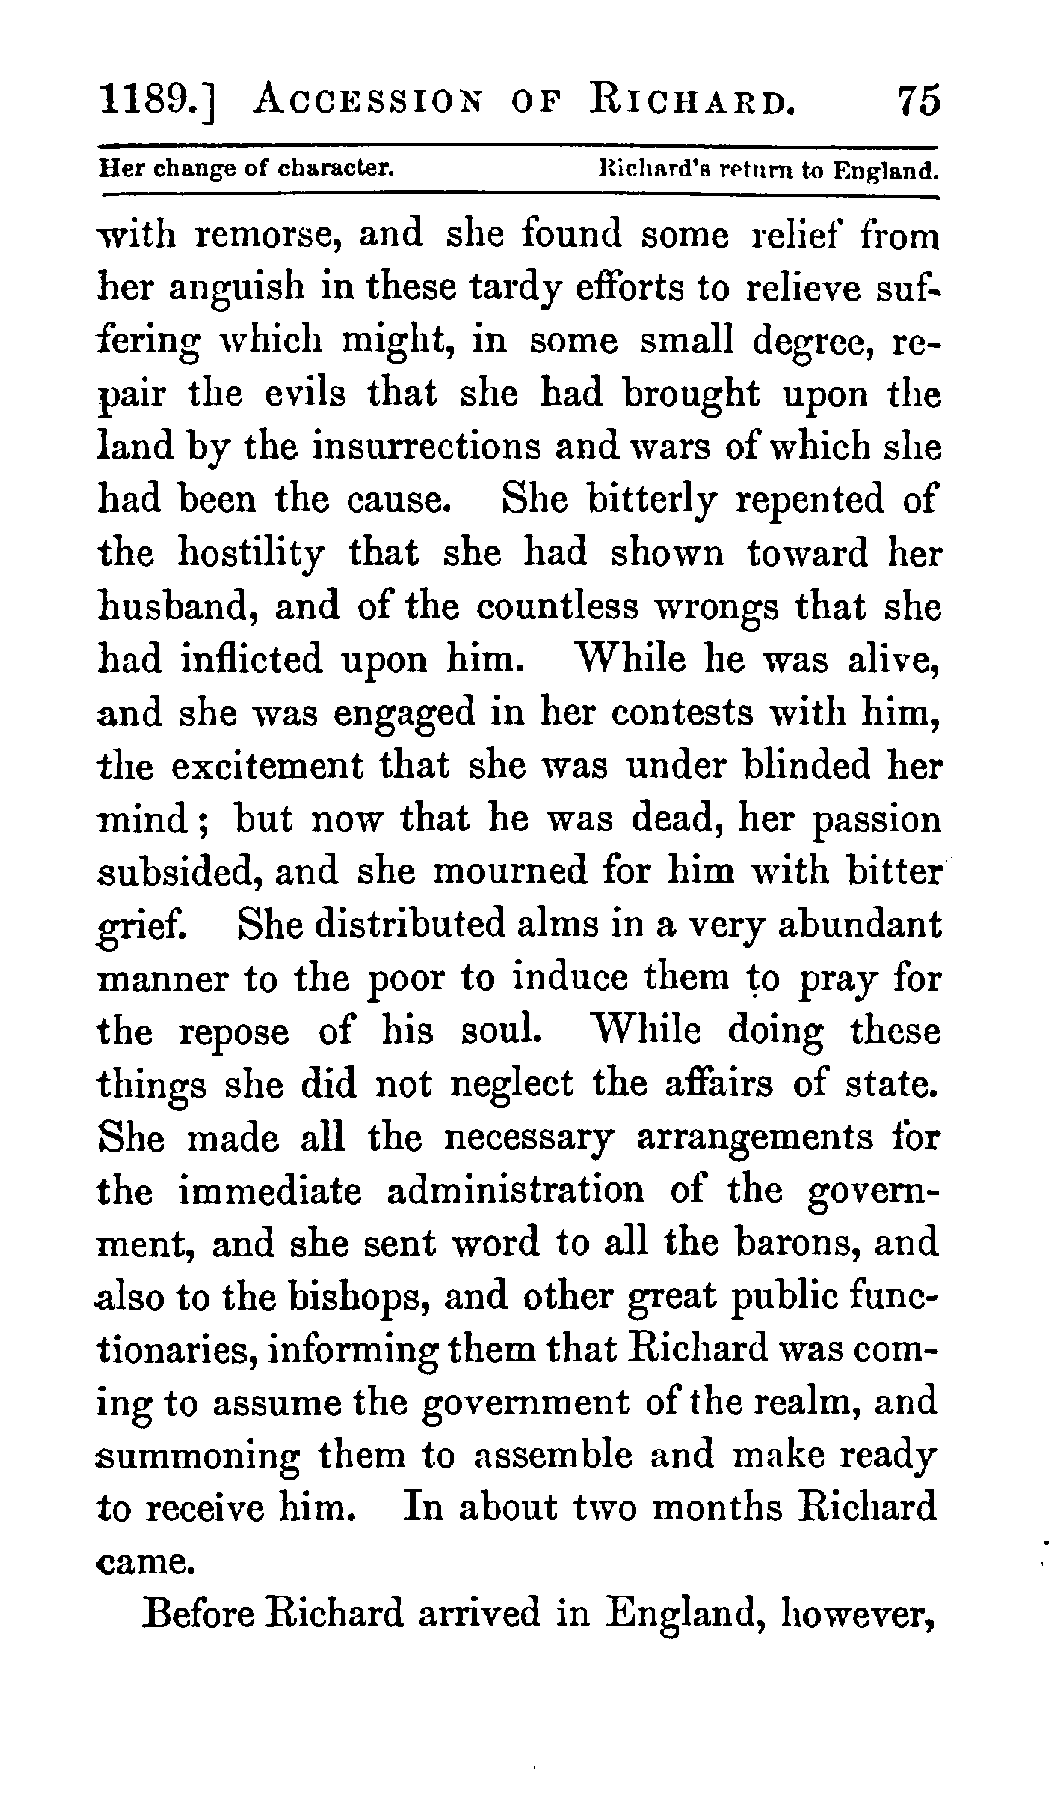 1189.] ACCESSION OF RICHARD. 75
Her change of character. Richard's return to England.
with remorse, and she found some relief from
her anguish in these tardy efforts to relieve suf-
fering which might, in some small degree, re-
pair the evils that she had brought upon the
land by the insurrections and wars of which she
had been the cause. She bitterly repented of
the hostility that she had shown toward her
husband, and of the countless wrongs that she
had inflicted upon him. While he was alive,
and she was engaged in her contests with him,
the excitement that she was under blinded her
mind; but now that he was dead, her passion
subsided, and she mourned for him with bitter
grief. She distributed alms in a very abundant
manner to the poor to induce them to pray for
the repose of his soul. While doing these
things she did not neglect the affairs of state.
She made all the necessary arrangements for
the immediate administration of the govern-
ment, and she sent word to all the barons, and
also to the bishops, and other great public func-
tionaries, informing them that Richard was com-
ing to assume the government of the realm, and
summoning them to assemble and make ready
to receive him. In about two months Richard
came.
Before Richard arrived in England, however,